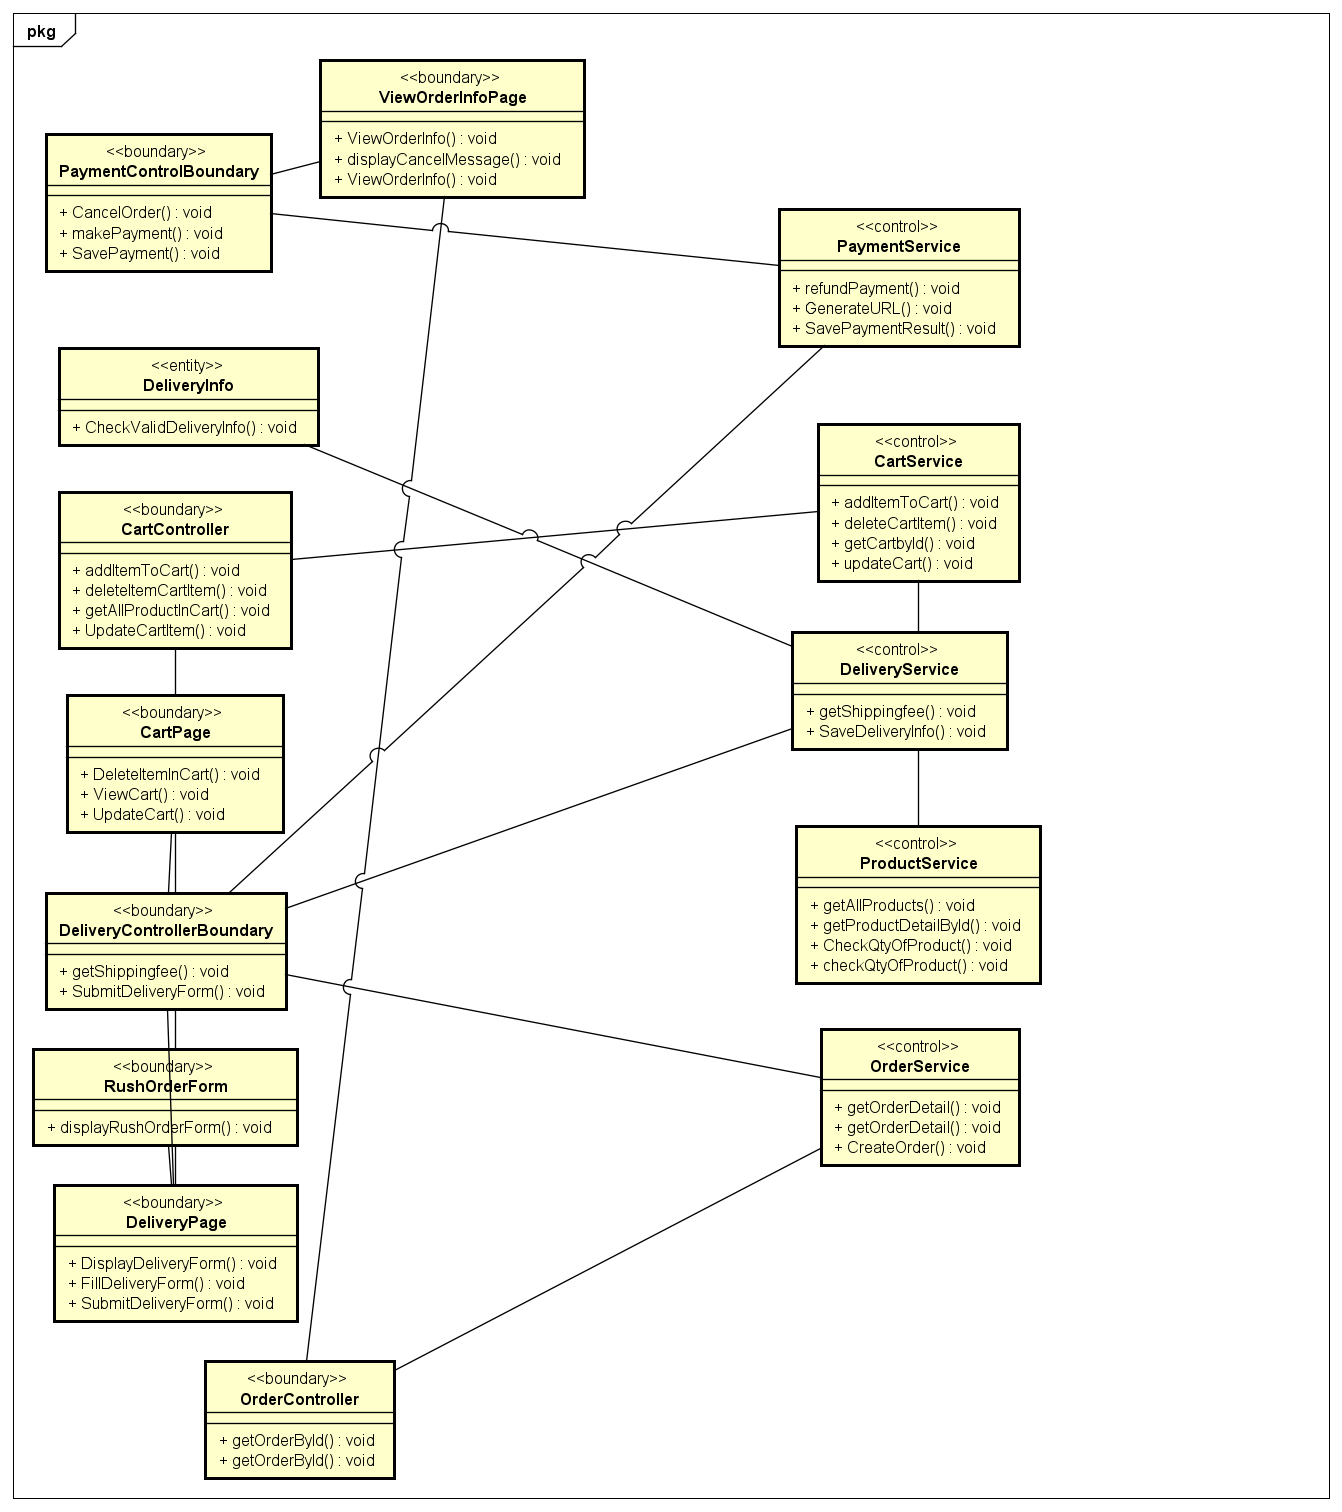 pkg
<<boundary>>
ViewOrderInfoPage
+ ViewOrderInfo() : void
+ displayCancelMessage() : void
+ ViewOrderInfo() : void
<<boundary>>
PaymentControlBoundary
+ CancelOrder() : void
+ makePayment() : void
+ SavePayment() : void
<<control>>
PaymentService
+ refundPayment() : void
+ GenerateURL() : void
+ SavePaymentResult() : void
<<entity>>
DeliveryInfo
+ CheckValidDeliveryInfo() : void
<<control>>
CartService
+ addItemToCart() : void
+ deleteCartItem() : void
+ getCartbyId() : void
+ updateCart() : void
<<boundary>>
CartController
+ addItemToCart() : void
+ deleteItemCartItem() : void
+ getAllProductInCart() : void
+ UpdateCartItem() : void
<<control>>
DeliveryService
+ getShippingfee() : void
+ SaveDeliveryInfo() : void
<<boundary>>
CartPage
+ DeleteItemInCart() : void
+ ViewCart() : void
+ UpdateCart() : void
<<control>>
ProductService
+ getAllProducts() : void
+ getProductDetailById() : void
+ CheckQtyOfProduct() : void
+ checkQtyOfProduct() : void
<<boundary>>
DeliveryControllerBoundary
+ getShippingfee() : void
+ SubmitDeliveryForm() : void
<<control>>
OrderService
+ getOrderDetail() : void
+ getOrderDetail() : void
+ CreateOrder() : void
<<boundary>>
RushOrderForm
+ displayRushOrderForm() : void
<<boundary>>
DeliveryPage
+ DisplayDeliveryForm() : void
+ FillDeliveryForm() : void
+ SubmitDeliveryForm() : void
<<boundary>>
OrderController
+ getOrderById() : void
+ getOrderById() : void